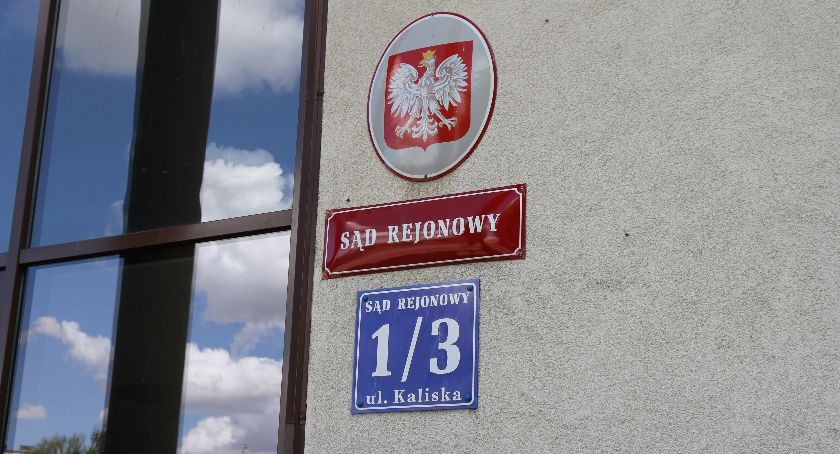 SĄD REJONOWY
SĄD REJONOWY
1/3
ul. Kaliska